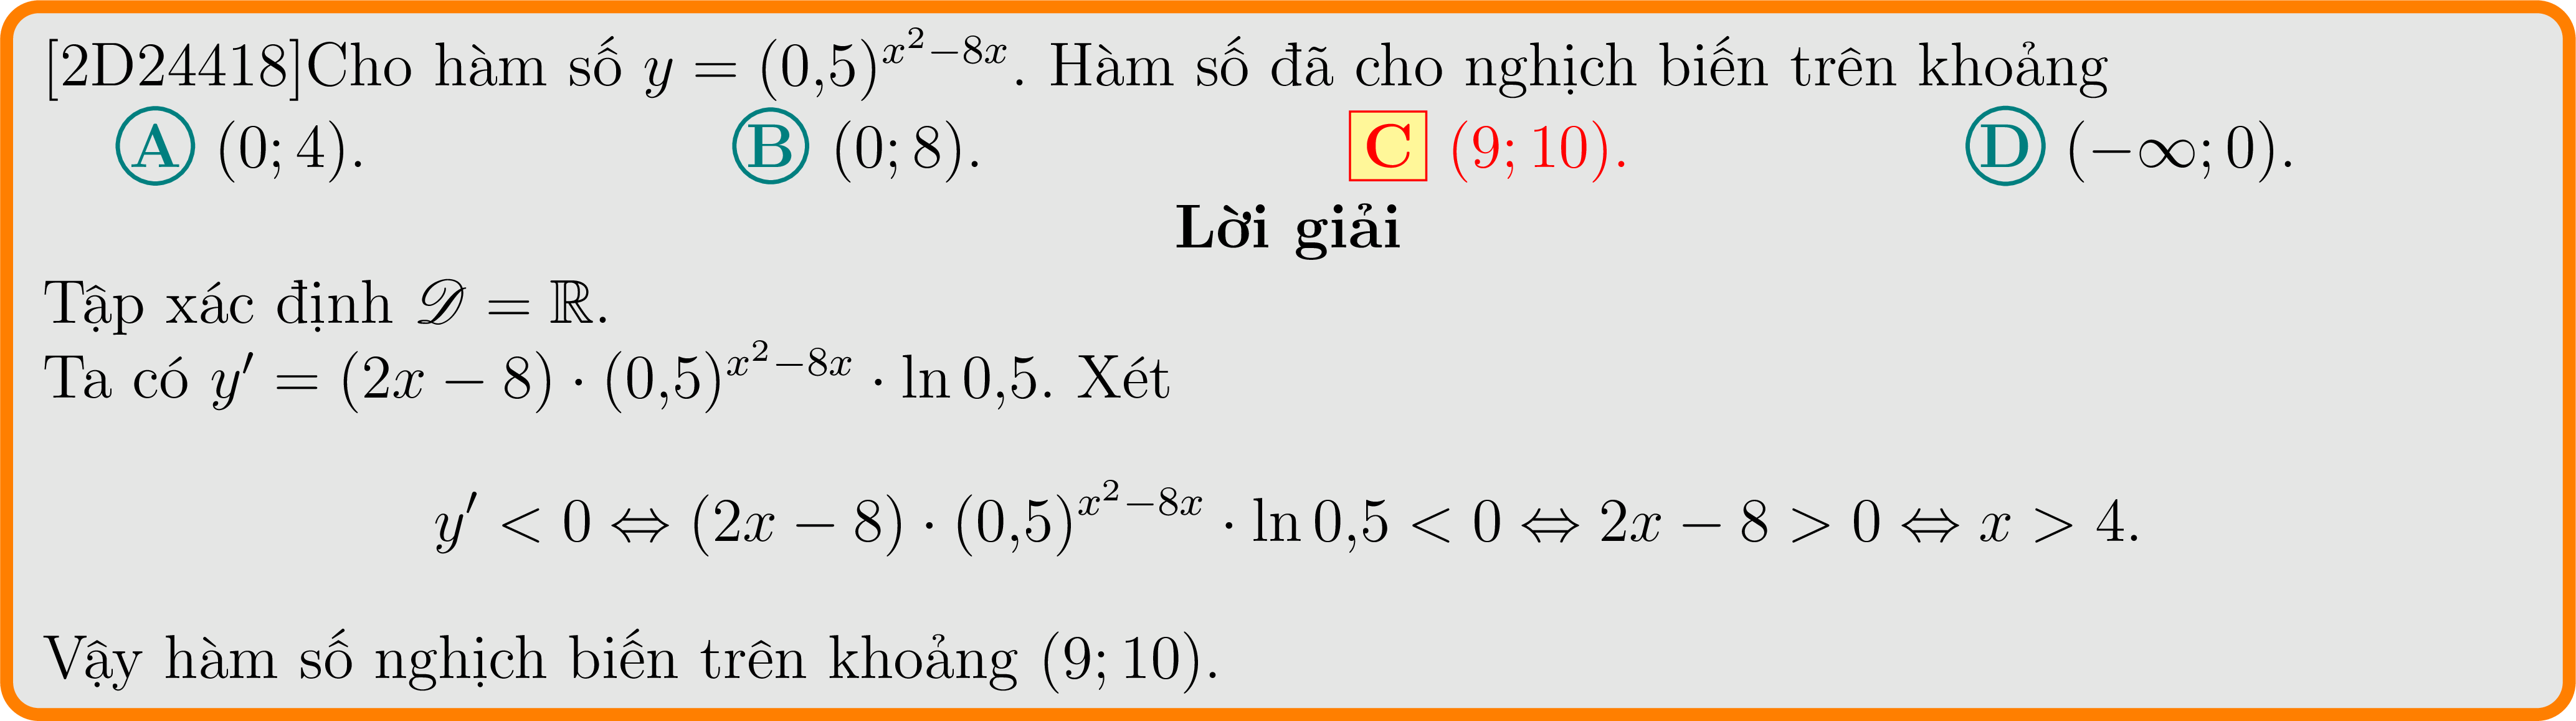 [2D24418]Cho hàm số $y = (0{,}5)^{x^2-8x}$. Hàm số đã cho nghịch biến trên khoảng
A (0; 4). B (0; 8). C (9; 10). D (−∞; 0).
Lời giải
Tập xác định $\mathscr{D} = \mathbb{R}$.
Ta có $y' = (2x - 8) \cdot (0{,}5)^{x^2-8x} \cdot \ln 0{,}5$. Xét
$y' < 0 \Leftrightarrow (2x - 8) \cdot (0{,}5)^{x^2-8x} \cdot \ln 0{,}5 < 0 \Leftrightarrow 2x - 8 > 0 \Leftrightarrow x > 4.$
Vậy hàm số nghịch biến trên khoảng (9; 10).